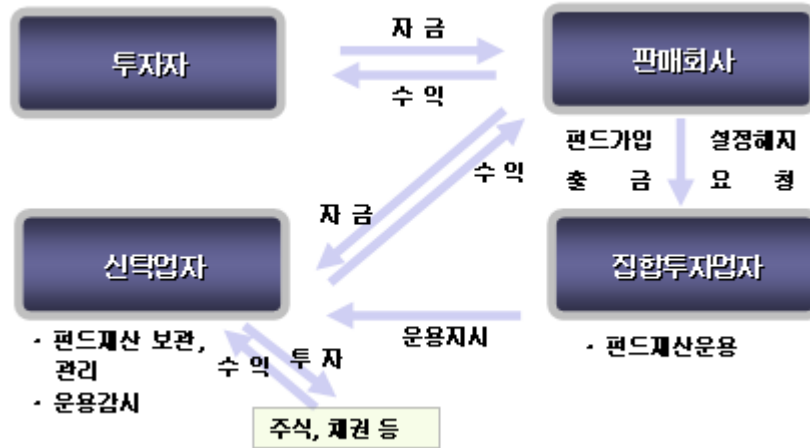 자 금
투자자
판매회사
수 익
펀드가입 설정해지
출 금 요 청
수 익
자 금
신탁업자
집합투자업자
운용지시
· 펀드재산 보관,
관리
· 운용감시
수 익
투 자
· 펀드재산운용
주식, 채권 등